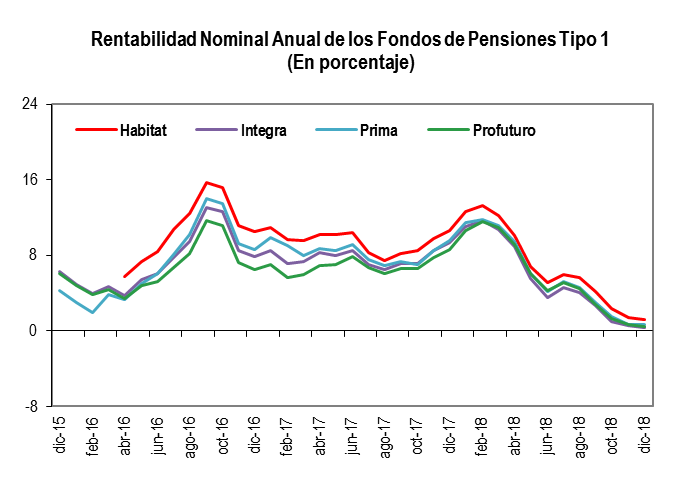 Rentabilidad Nominal Anual de los Fondos de Pensiones Tipo 1
(En porcentaje)
24
Habitat Integra Prima Profuturo
16
8
0
-8
dic-15 feb-16 abr-16 jun-16 ago-16 oct-16 dic-16 feb-17 abr-17 jun-17 ago-17 oct-17 dic-17 feb-18 abr-18 jun-18 ago-18 oct-18 dic-18